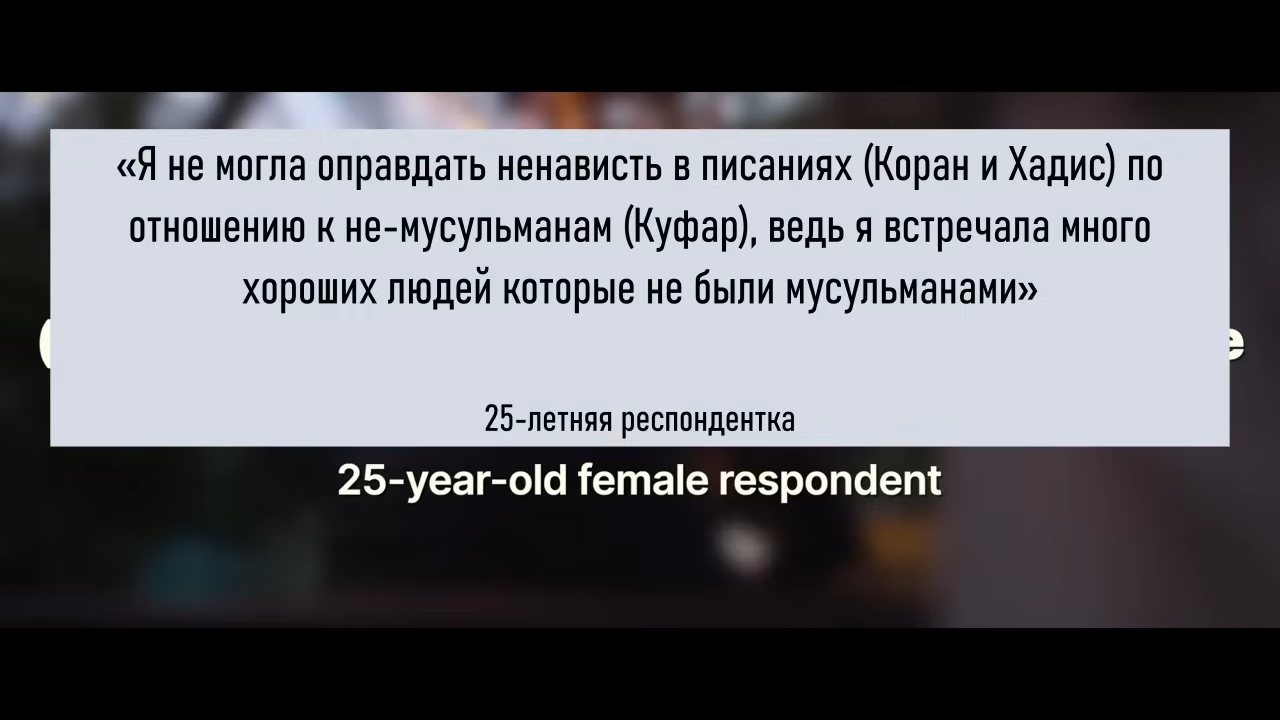 «Я не могла оправдать ненависть в писаниях (Коран и Хадис) по
отношению к не-мусульманам (Куфар), ведь я встречала много
хороших людей которые не были мусульманами»
25-летняя респондентка
25-year-old female respondent